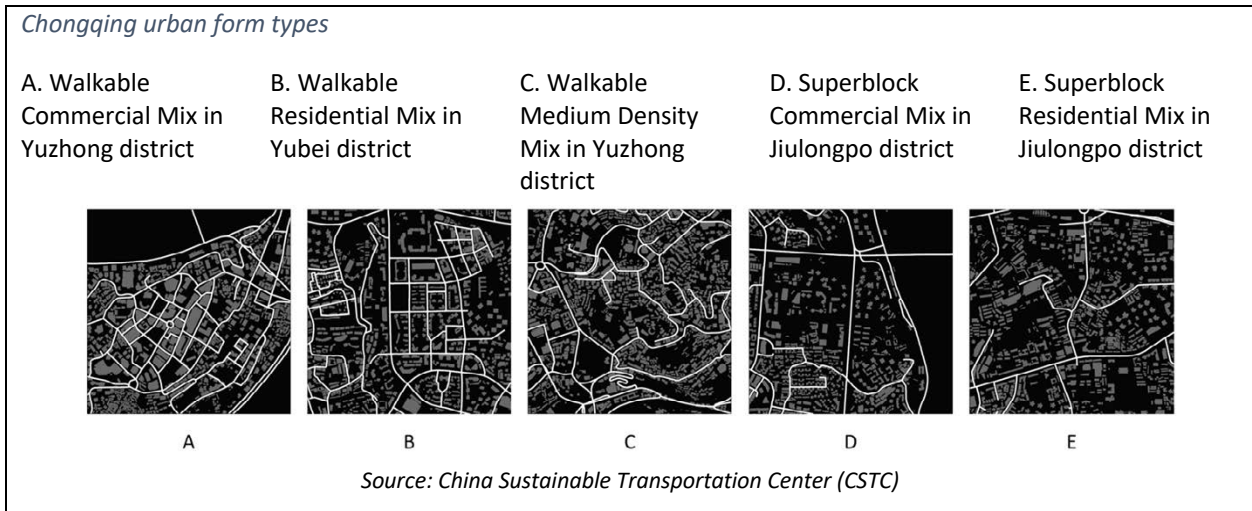 Chongqing urban form types
A. Walkable
Commercial Mix in
Yuzhong district
B. Walkable
Residential Mix in
Yubei district
C. Walkable
Medium Density
Mix in Yuzhong
district
D. Superblock
Commercial Mix in
Jiulongpo district
E. Superblock
Residential Mix in
Jiulongpo district
A
B
C
D
E
Source: China Sustainable Transportation Center (CSTC)